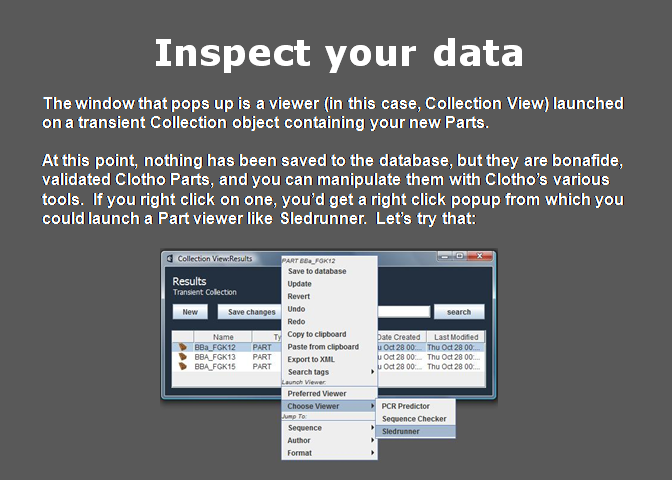 Inspect your data
The window that pops up is a viewer (in this case, Collection View) launched
on a transient Collection object containing your new Parts.
At this point, nothing has been saved to the database, but they are bonafide,
validated Clotho Parts, and you can manipulate them with Clotho's various
tools. If you right click on one, you'd get a right click popup from which you
could launch a Part viewer like Sledrunner. Let's try that:
Collection View:Results
Results
Transient Collection
New Save changes search
Name Ty Date Created Last Modified
BBa_FGK12 PART Thu Oct 28 00:... Thu Oct 28 00:...
BBa_FGK13 PART Thu Oct 28 00:... Thu Oct 28 00:...
BBa_FGK15 PART Thu Oct 28 00:... Thu Oct 28 00:...
PART BBa_FGK12
Save to database
Update
Revert
Undo
Redo
Copy to clipboard
Paste from clipboard
Export to XML
Search tags
Launch Viewer:
Preferred Viewer
Choose Viewer
Jump To:
Sequence
Author
Format
PCR Predictor
Sequence Checker
Sledrunner